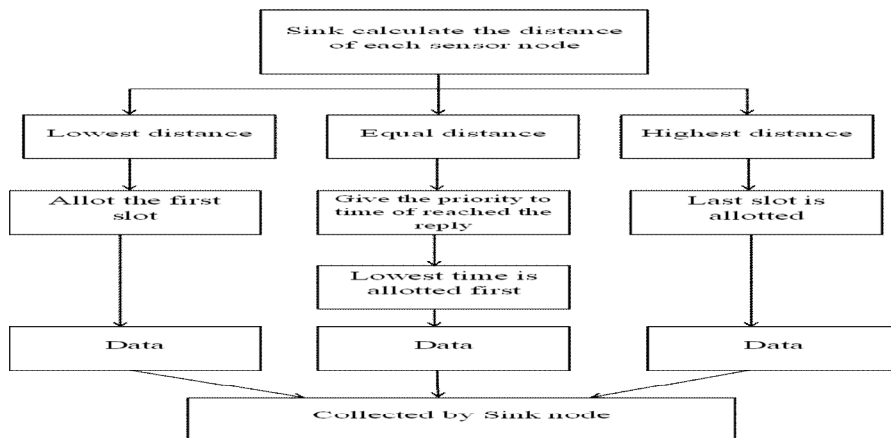 Sink calculate the distance
of each sensor node
Lowest distance
Equal distance
Highest distance
Allot the first
slot
Give the priority to
time of reached the
reply
Last slot is
allotted
Lowest time is
allotted first
Data
Data
Data
Collected by Sink node